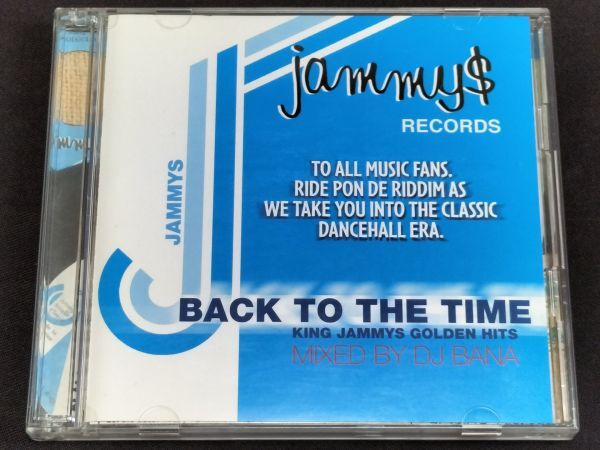 jammy$
RECORDS
JAMMYS
TO ALL MUSIC FANS.
RIDE PON DE RIDDIM AS
WE TAKE YOU INTO THE CLASSIC
DANCEHALL ERA.
BACK TO THE TIME
KING JAMMYS GOLDEN HITS
MIXED BY DJ BANA